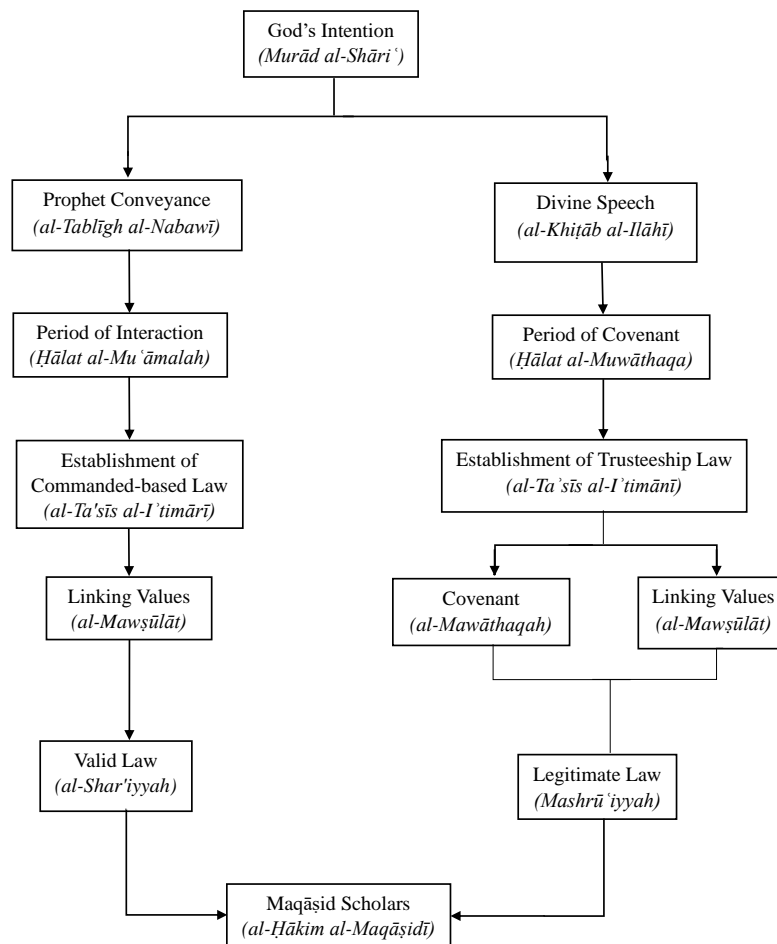 God’s Intention
(Murād al-Shāriʿ)
Prophet Conveyance
(al-Tablīgh al-Nabawī)
Divine Speech
(al-Khiṭāb al-Ilāhī)
Period of Interaction
(Ḥālat al-Muʿāmalah)
Period of Covenant
(Ḥālat al-Muwāthaqa)
Establishment of
Commanded-based Law
(al-Ta'sīs al-Iʾtimārī)
Establishment of Trusteeship Law
(al-Taʾsīs al-Iʾtimānī)
Linking Values
(al-Mawṣūlāt)
Covenant
(al-Mawāthaqah)
Linking Values
(al-Mawṣūlāt)
Valid Law
(al-Shar'iyyah)
Legitimate Law
(Mashrūʿiyyah)
Maqāṣid Scholars
(al-Ḥākim al-Maqāṣidī)